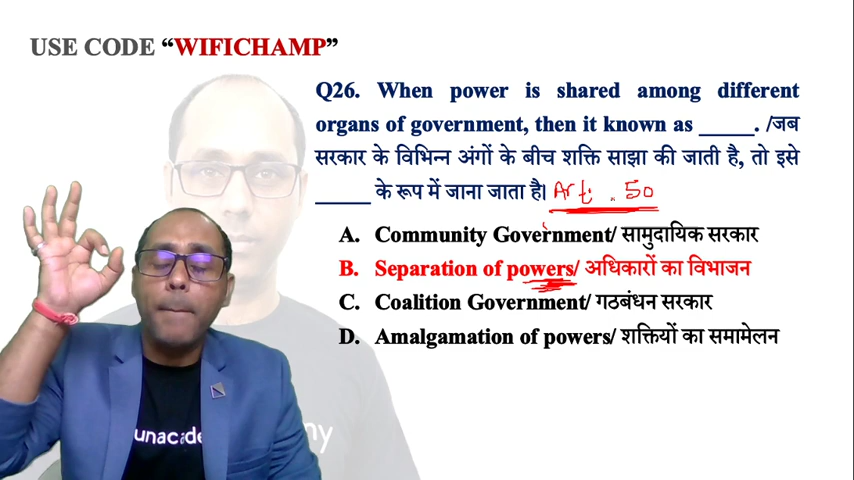 USE CODE “WIFICHAMP”
Q26. When power is shared among different
organs of government, then it known as _____. /जब
सरकार के विभिन्न अंगों के बीच शक्ति साझा की जाती है, तो इसे
_____ के रूप में जाना जाता है। Art. 50
A. Community Government/ सामुदायिक सरकार
B. Separation of powers/ अधिकारों का विभाजन
C. Coalition Government/ गठबंधन सरकार
D. Amalgamation of powers/ शक्तियों का समामेलन
unacade